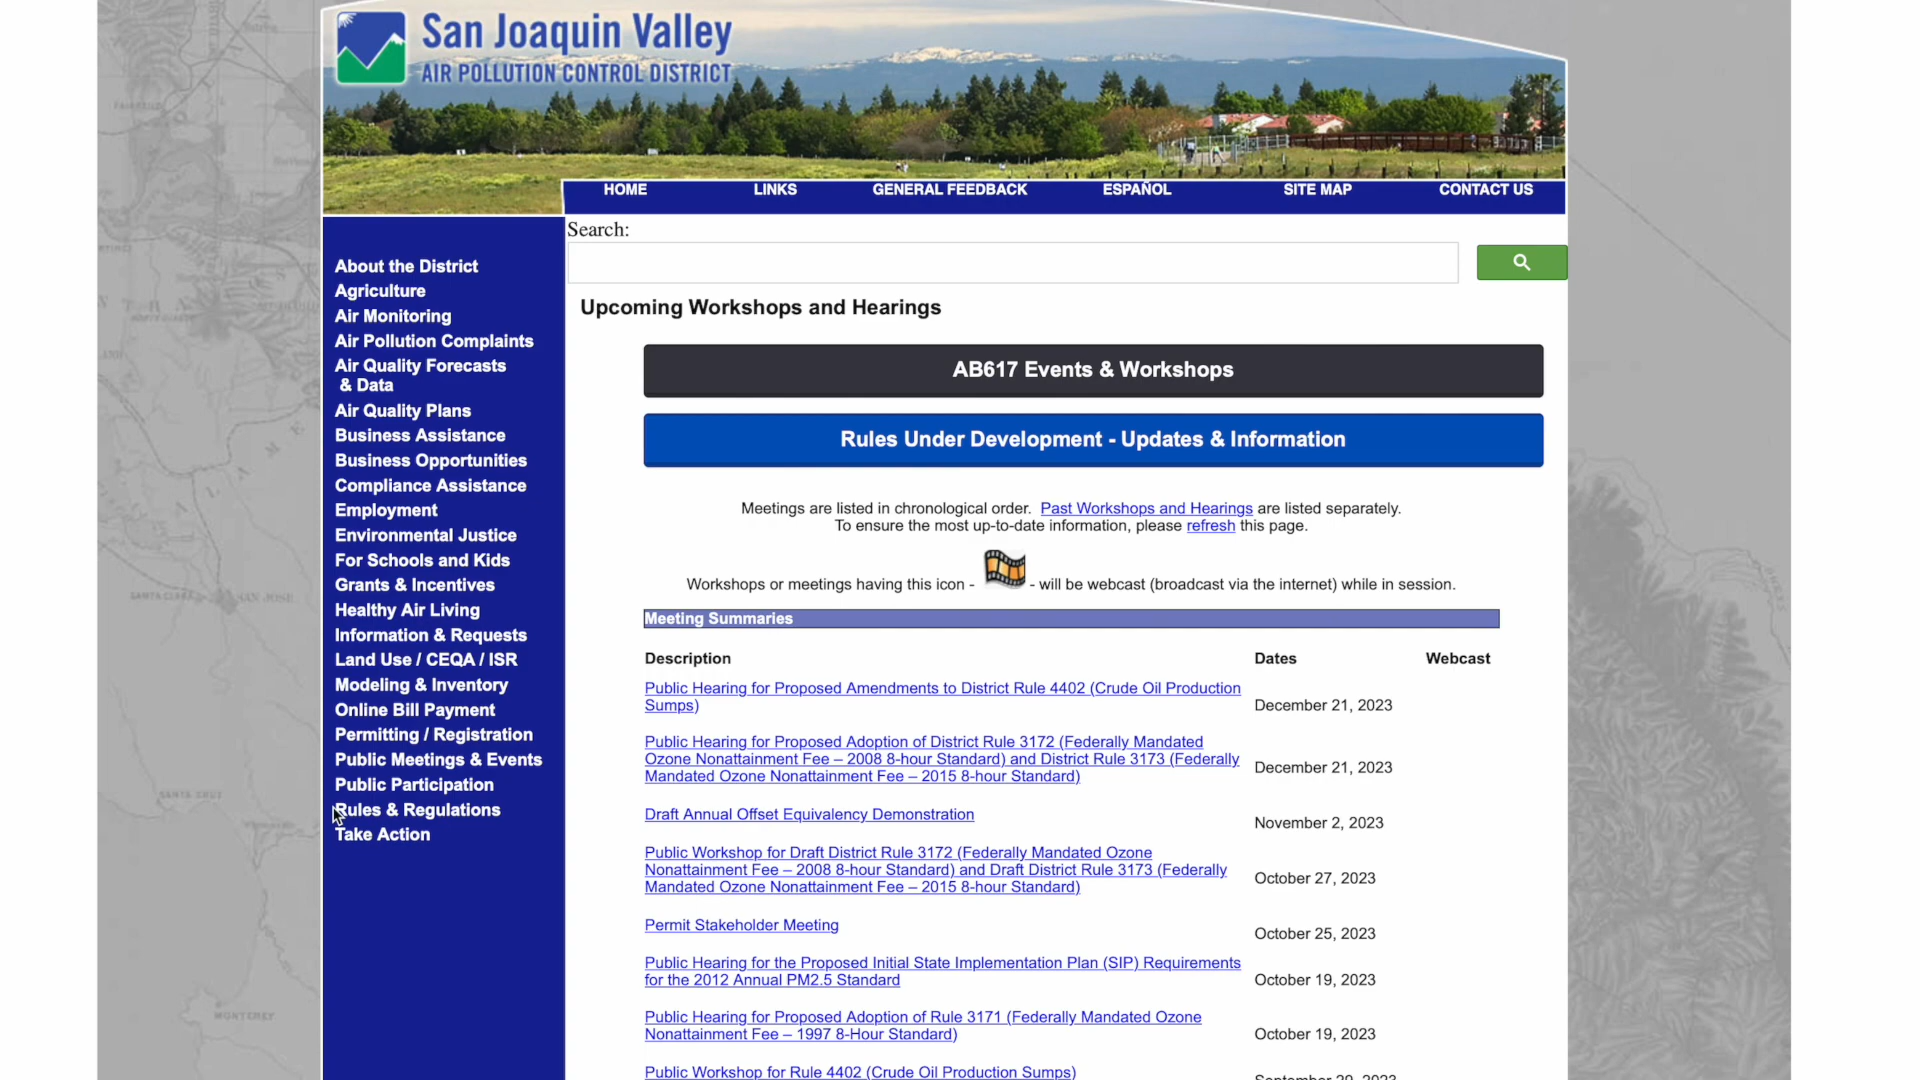 San Joaquin Valley
AIR POLLUTION CONTROL DISTRICT
HOME LINKS GENERAL FEEDBACK ESPAÑOL SITE MAP CONTACT US
Search:
About the District
Agriculture
Air Monitoring
Air Pollution Complaints
Air Quality Forecasts
& Data
Air Quality Plans
Business Assistance
Business Opportunities
Compliance Assistance
Employment
Environmental Justice
For Schools and Kids
Grants & Incentives
Healthy Air Living
Information & Requests
Land Use / CEQA / ISR
Modeling & Inventory
Online Bill Payment
Permitting / Registration
Public Meetings & Events
Public Participation
Rules & Regulations
Take Action
Upcoming Workshops and Hearings
AB617 Events & Workshops
Rules Under Development - Updates & Information
Meetings are listed in chronological order. Past Workshops and Hearings are listed separately.
To ensure the most up-to-date information, please refresh this page.
Workshops or meetings having this icon - - will be webcast (broadcast via the internet) while in session.
Meeting Summaries
Description Dates Webcast
Public Hearing for Proposed Amendments to District Rule 4402 (Crude Oil Production
Sumps)
December 21, 2023
Public Hearing for Proposed Adoption of District Rule 3172 (Federally Mandated
Ozone Nonattainment Fee – 2008 8-hour Standard) and District Rule 3173 (Federally
Mandated Ozone Nonattainment Fee – 2015 8-hour Standard)
December 21, 2023
Draft Annual Offset Equivalency Demonstration
November 2, 2023
Public Workshop for Draft District Rule 3172 (Federally Mandated Ozone
Nonattainment Fee – 2008 8-hour Standard) and Draft District Rule 3173 (Federally
Mandated Ozone Nonattainment Fee – 2015 8-hour Standard)
October 27, 2023
Permit Stakeholder Meeting
October 25, 2023
Public Hearing for the Proposed Initial State Implementation Plan (SIP) Requirements
for the 2012 Annual PM2.5 Standard
October 19, 2023
Public Hearing for Proposed Adoption of Rule 3171 (Federally Mandated Ozone
Nonattainment Fee – 1997 8-Hour Standard)
October 19, 2023
Public Workshop for Rule 4402 (Crude Oil Production Sumps)
SANTA CRUZ
SAN JOSE
MONTEREY